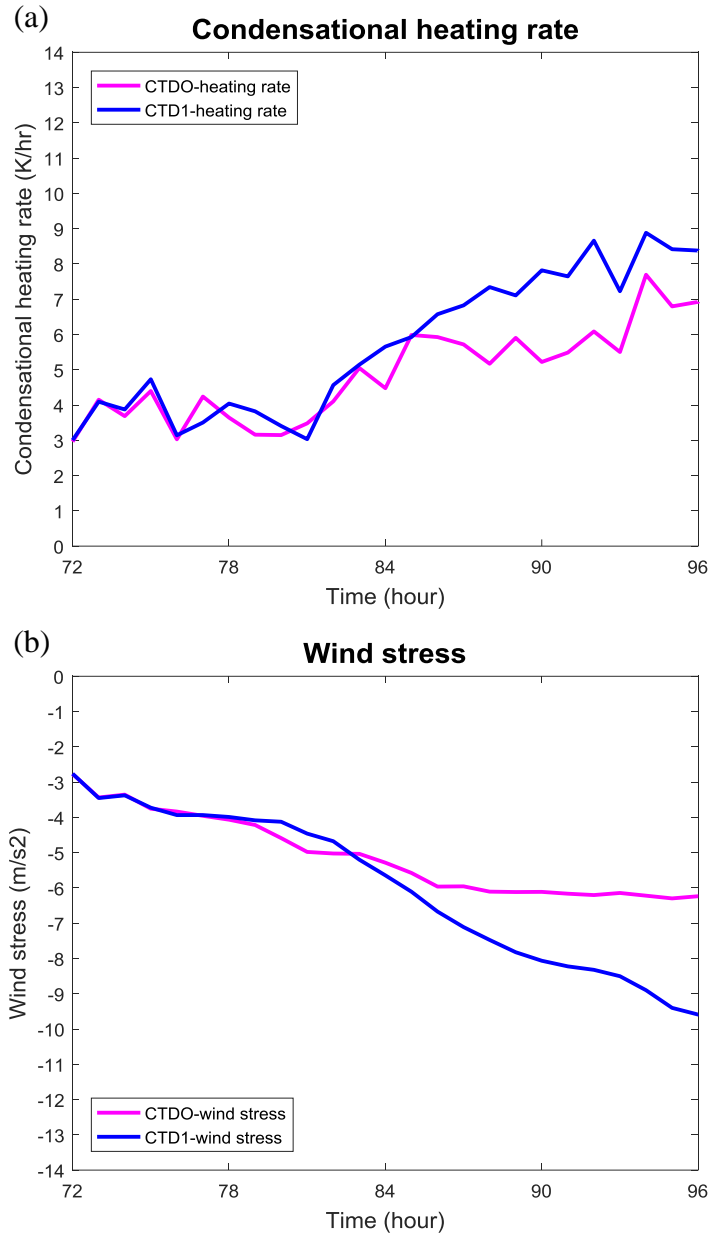 (a)
Condensational heating rate
14
13
12
11
10
9
8
7
6
5
4
3
2
1
0
Condensational heating rate (K/hr)
CTDO-heating rate
CTD1-heating rate
72 78 84 90 96
Time (hour)
(b)
Wind stress
0
-1
-2
-3
-4
-5
-6
-7
-8
-9
-10
-11
-12
-13
-14
Wind stress (m/s2)
CTDO-wind stress
CTD1-wind stress
72 78 84 90 96
Time (hour)